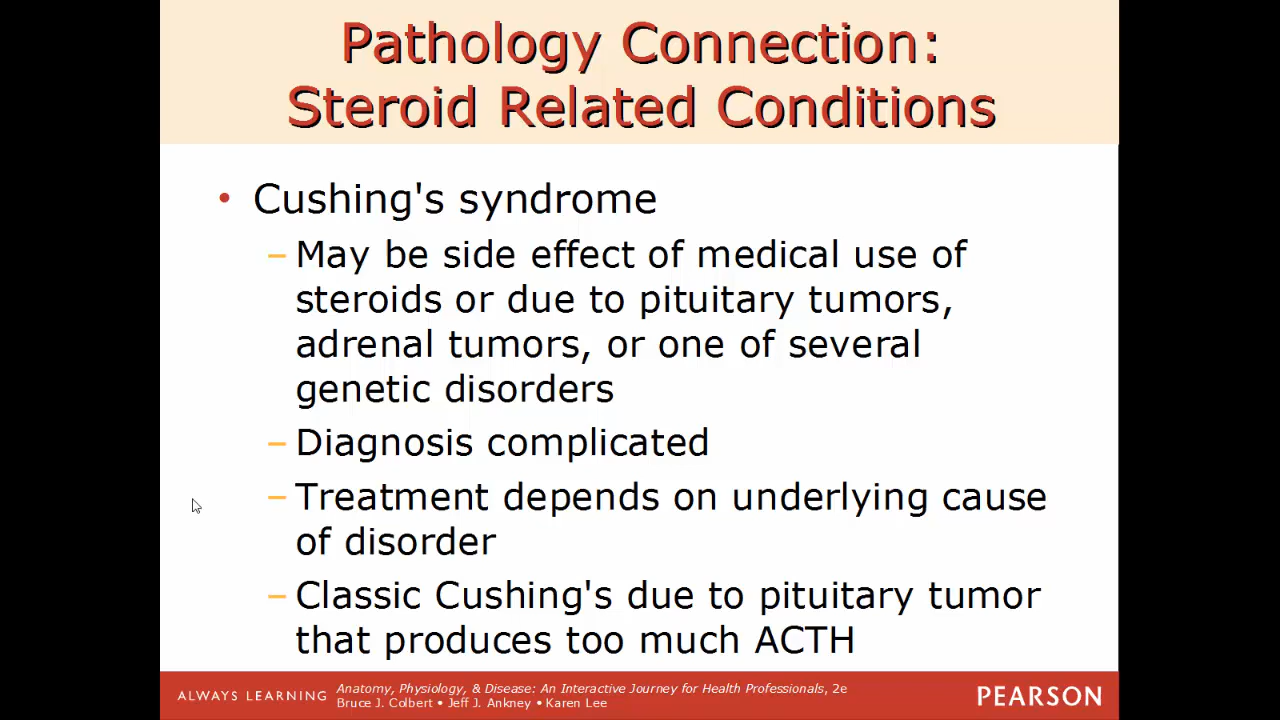 Pathology Connection:
Steroid Related Conditions
• Cushing's syndrome
– May be side effect of medical use of
steroids or due to pituitary tumors,
adrenal tumors, or one of several
genetic disorders
– Diagnosis complicated
– Treatment depends on underlying cause
of disorder
– Classic Cushing's due to pituitary tumor
that produces too much ACTH
ALWAYS LEARNING
Anatomy, Physiology, & Disease: An Interactive Journey for Health Professionals, 2e
Bruce J. Colbert • Jeff J. Ankney • Karen Lee
PEARSON